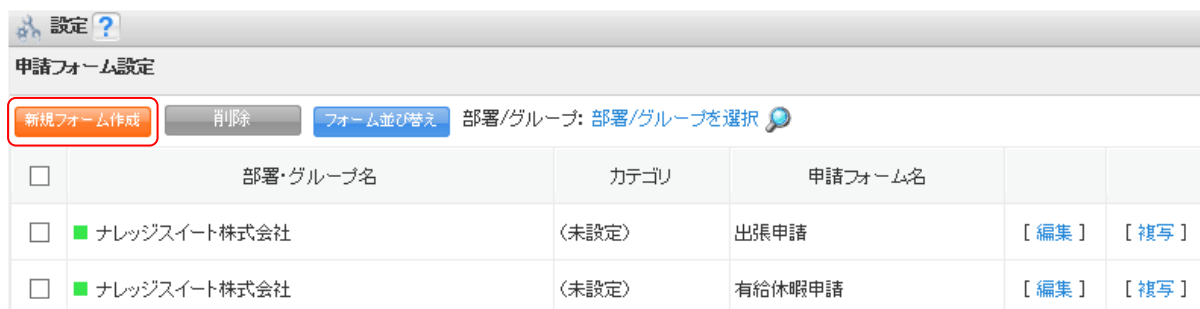 設定 ?
申請フォーム設定
新規フォーム作成 削除 フォーム並び替え 部署/グループ: 部署/グループを選択
部署・グループ名 カテゴリ 申請フォーム名
ナレッジスイート株式会社 (未設定) 出張申請 [ 編集 ] [ 複写 ]
ナレッジスイート株式会社 (未設定) 有給休暇申請 [ 編集 ] [ 複写 ]